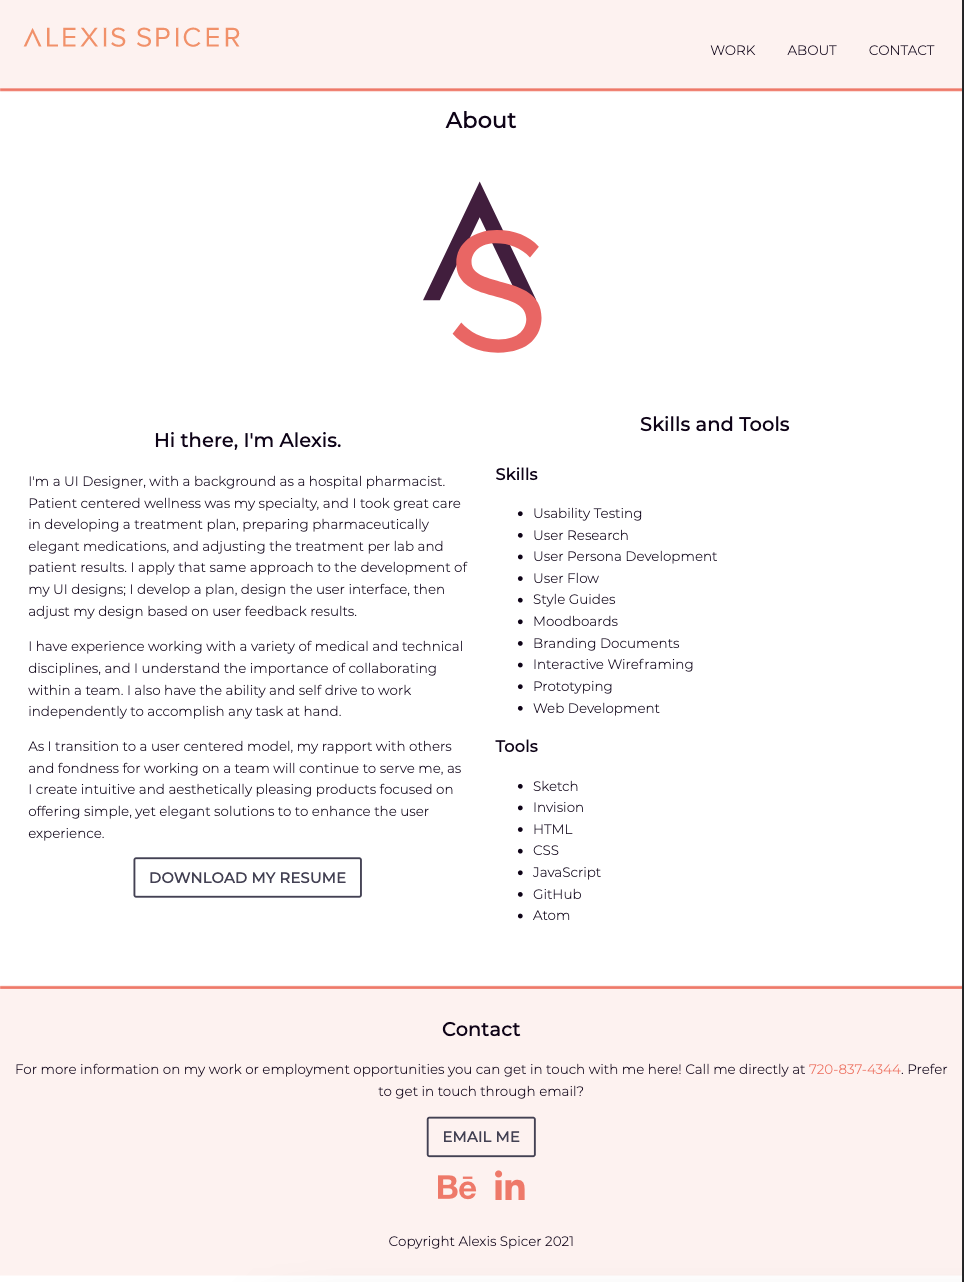 ALEXIS SPICER
WORK ABOUT CONTACT
About
AS
Hi there, I'm Alexis.
I'm a UI Designer, with a background as a hospital pharmacist.
Patient centered wellness was my specialty, and I took great care
in developing a treatment plan, preparing pharmaceutically
elegant medications, and adjusting the treatment per lab and
patient results. I apply that same approach to the development of
my UI designs; I develop a plan, design the user interface, then
adjust my design based on user feedback results.
I have experience working with a variety of medical and technical
disciplines, and I understand the importance of collaborating
within a team. I also have the ability and self drive to work
independently to accomplish any task at hand.
As I transition to a user centered model, my rapport with others
and fondness for working on a team will continue to serve me, as
I create intuitive and aesthetically pleasing products focused on
offering simple, yet elegant solutions to to enhance the user
experience.
DOWNLOAD MY RESUME
Skills and Tools
Skills
• Usability Testing
• User Research
• User Persona Development
• User Flow
• Style Guides
• Moodboards
• Branding Documents
• Interactive Wireframing
• Prototyping
• Web Development
Tools
• Sketch
• Invision
• HTML
• CSS
• JavaScript
• GitHub
• Atom
Contact
For more information on my work or employment opportunities you can get in touch with me here! Call me directly at 720-837-4344. Prefer
to get in touch through email?
EMAIL ME
Bē in
Copyright Alexis Spicer 2021